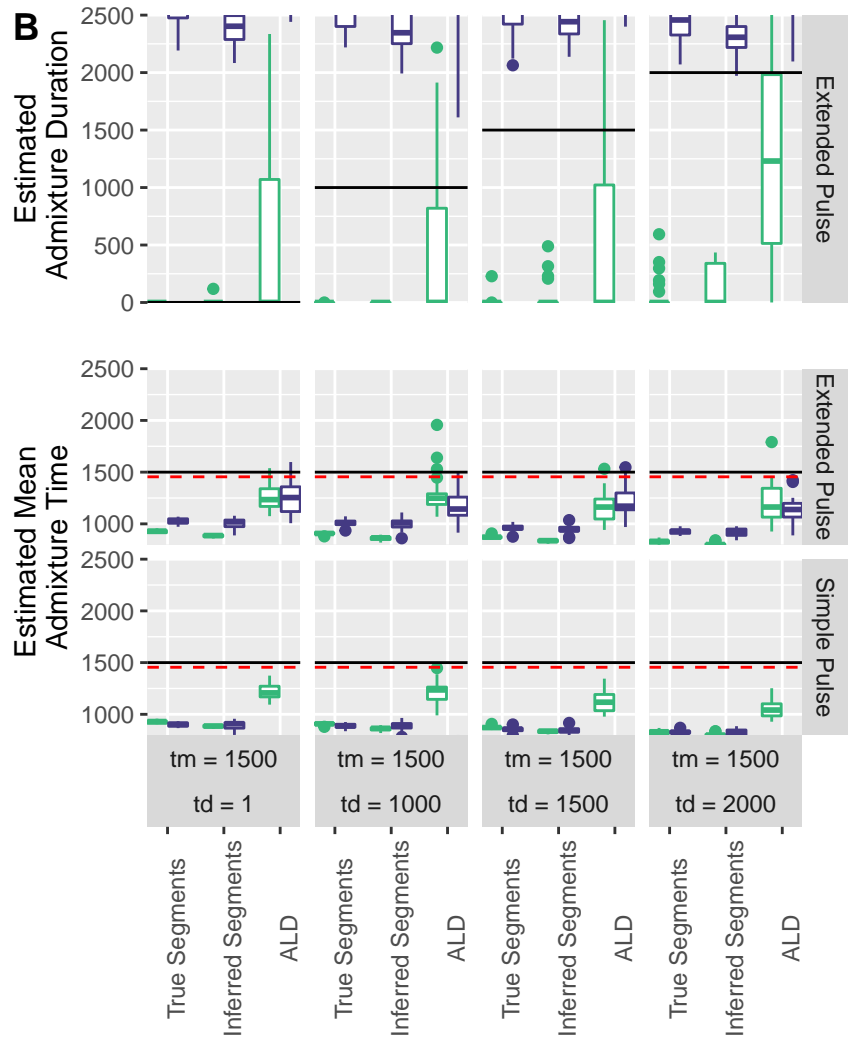 B
Estimated
Admixture Duration
2500
2000
1500
1000
500
0
Extended Pulse
Estimated Mean
Admixture Time
2500
2000
1500
1000
Extended Pulse
2500
2000
1500
1000
Simple Pulse
tm = 1500
tm = 1500
tm = 1500
tm = 1500
td = 1
td = 1000
td = 1500
td = 2000
True Segments
Inferred Segments
ALD
True Segments
Inferred Segments
ALD
True Segments
Inferred Segments
ALD
True Segments
Inferred Segments
ALD